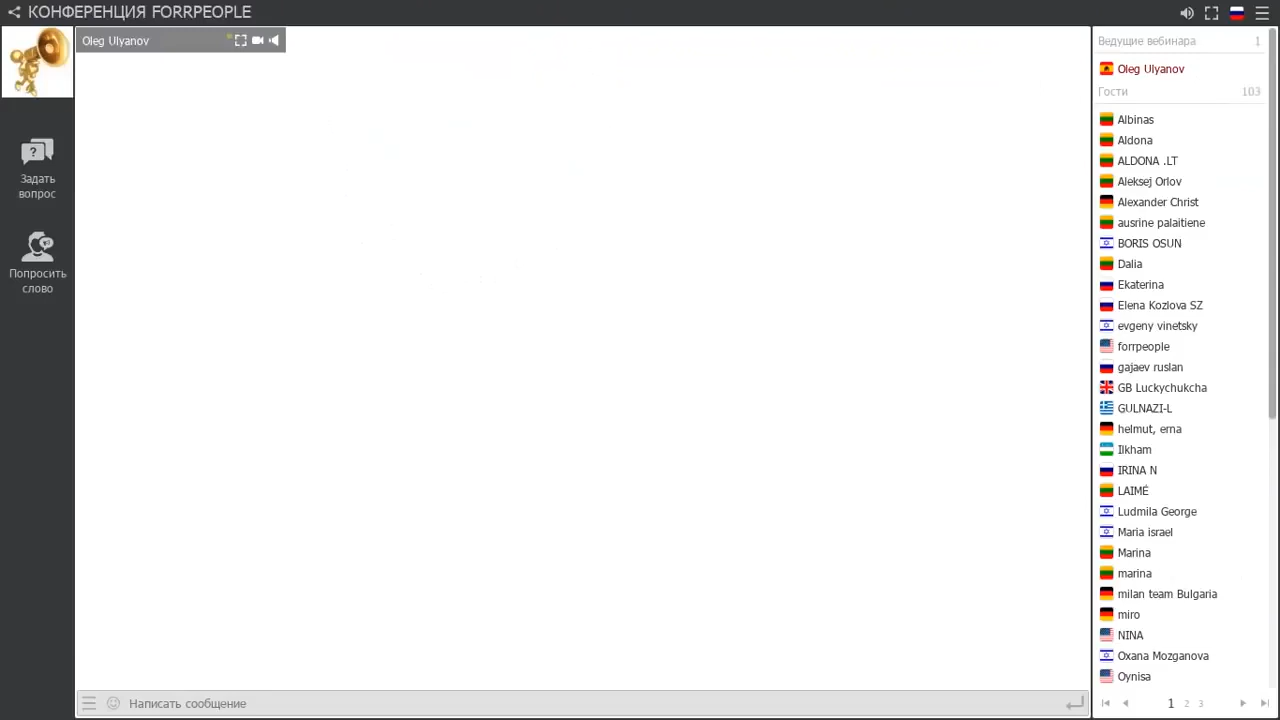 КОНФЕРЕНЦИЯ FORRPEOPLE
Oleg Ulyanov
Задать
вопрос
Попросить
слово
Написать сообщение
Ведущие вебинара 1
Oleg Ulyanov
Гости 103
Albinas
Aldona
ALDONA .LT
Aleksej Orlov
Alexander Christ
ausrine palaitiene
BORIS OSUN
Dalia
Ekaterina
Elena Kozlova SZ
evgeny vinetsky
forrpeople
gajaev ruslan
GB Luckychukcha
GULNAZI-L
helmut, erna
Ilkham
IRINA N
LAIMĖ
Ludmila George
Maria israel
Marina
marina
milan team Bulgaria
miro
NINA
Oxana Mozganova
Oynisa
1 2 3